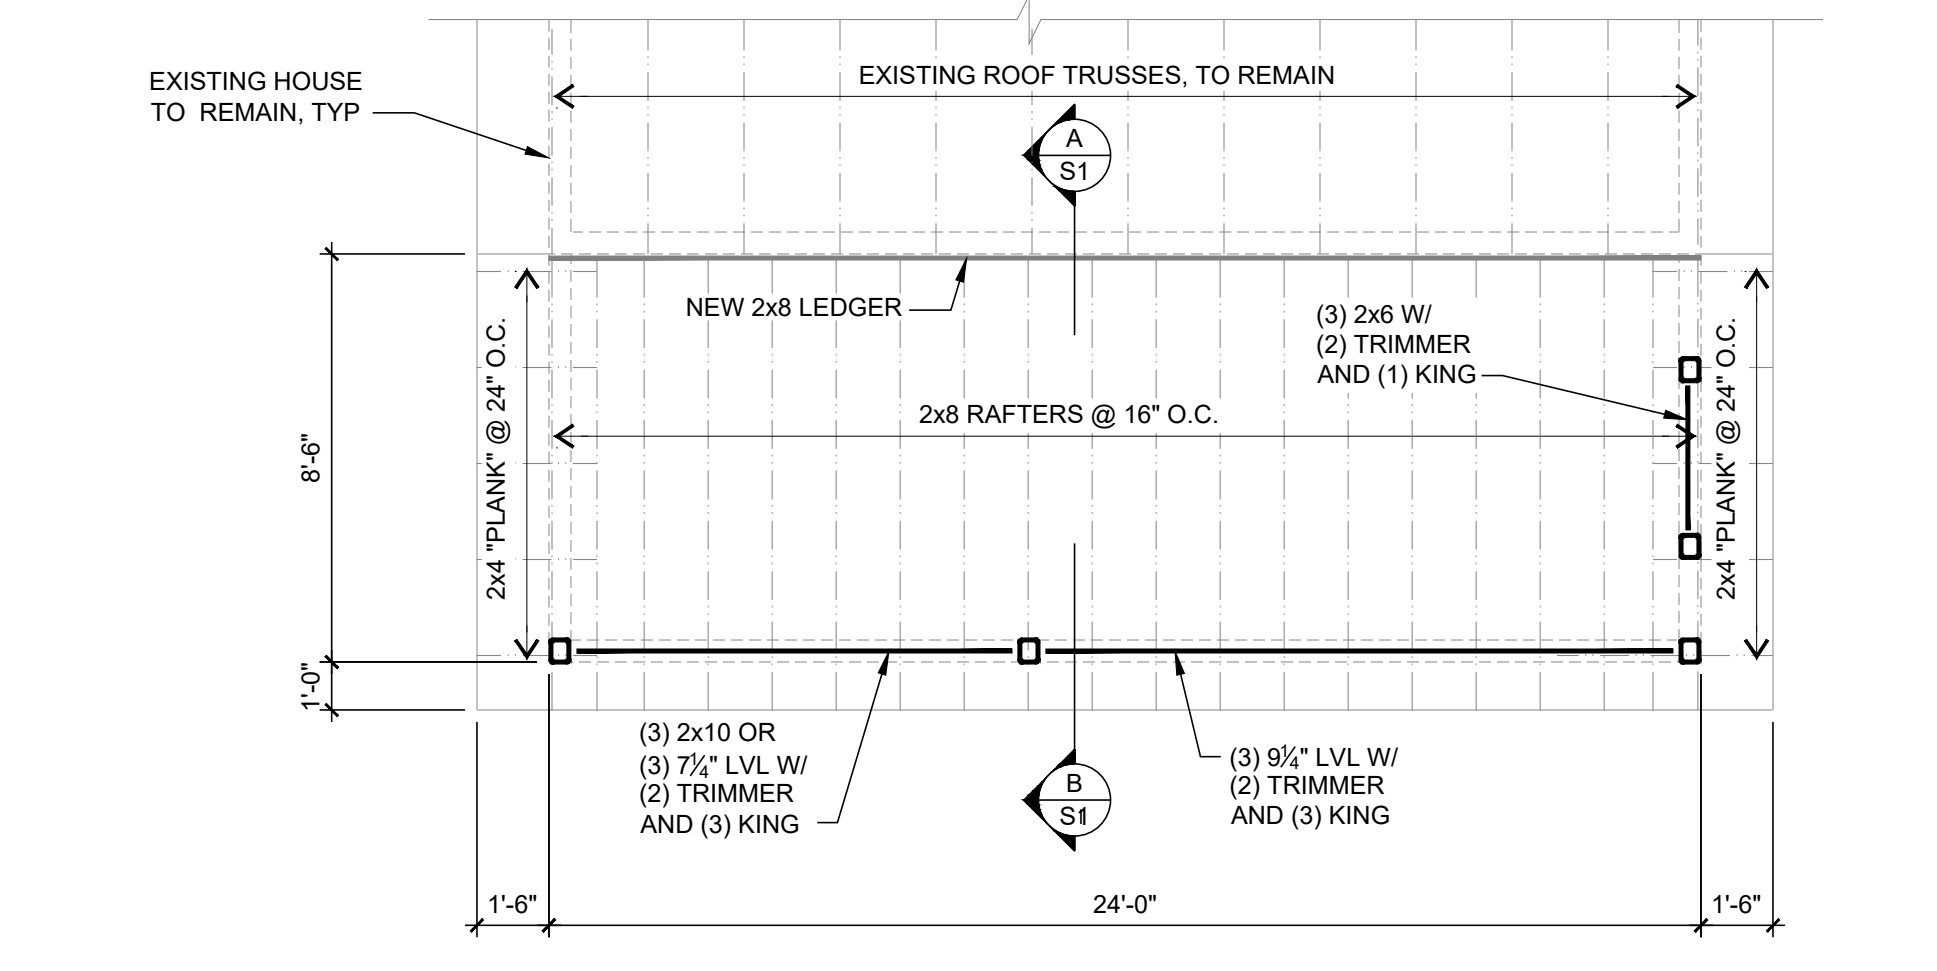 EXISTING HOUSE
TO REMAIN, TYP
EXISTING ROOF TRUSSES, TO REMAIN
A
S1
NEW 2x8 LEDGER
(3) 2x6 W/
(2) TRIMMER
AND (1) KING
2x4 "PLANK" @ 24" O.C.
2x8 RAFTERS @ 16" O.C.
2x4 "PLANK" @ 24" O.C.
8'-6"
1'-0"
(3) 2x10 OR
(3) 7¼" LVL W/
(2) TRIMMER
AND (3) KING
B
S1
(3) 9¼" LVL W/
(2) TRIMMER
AND (3) KING
1'-6"
24'-0"
1'-6"